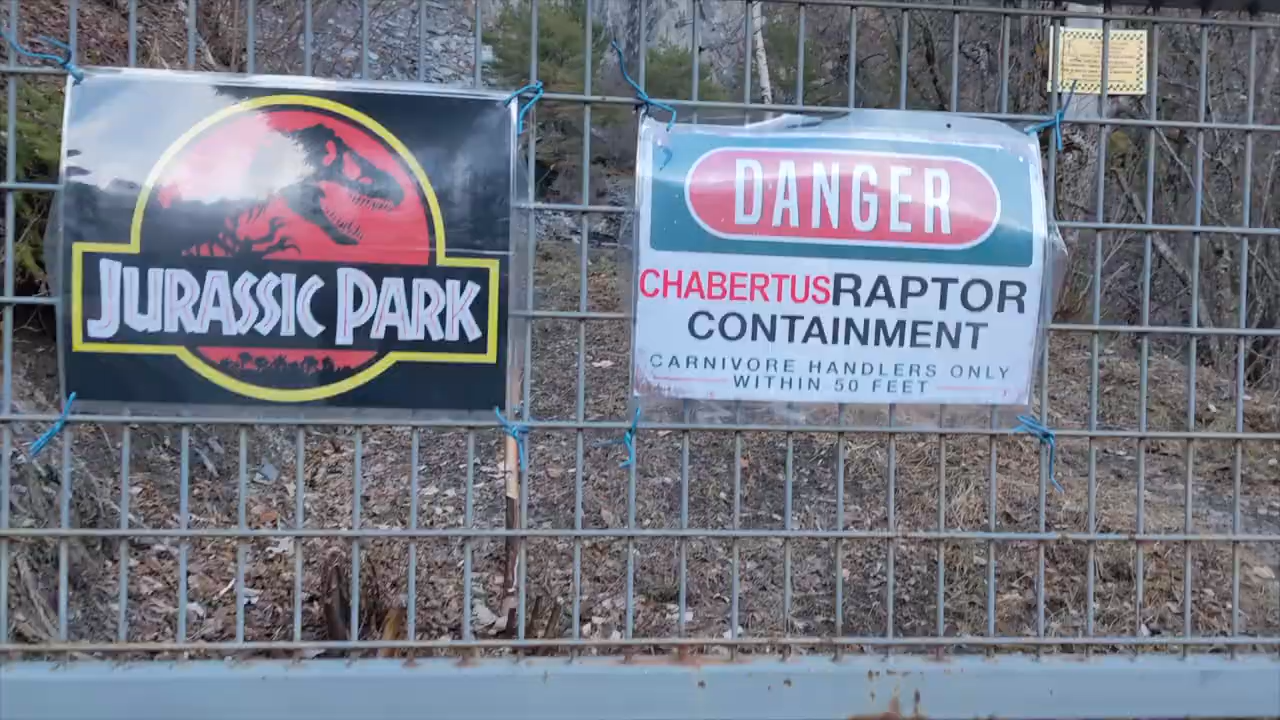 JURASSIC PARK
DANGER
CHABERTUSRAPTOR
CONTAINMENT
CARNIVORE HANDLERS ONLY
WITHIN 50 FEET